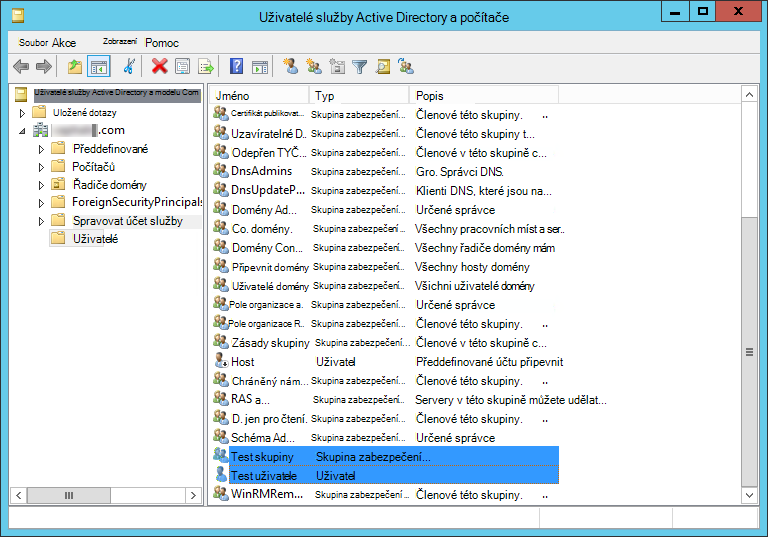 Uživatelé služby Active Directory a počítače
Soubor Akce Zobrazení Pomoc
Uživatelé služby Active Directory a modelu Com
Uložené dotazy
.com
Předdefinované
Počítačů
Řadiče domény
ForeignSecurityPrincipals
Spravovat účet služby
Uživatelé
Jméno Typ Popis
Certifikát publikovat... Skupina zabezpečení... Členové této skupiny. ..
Uzavíratelné D.. Skupina zabezpečení... Členové této skupiny t...
Odepřen TYČ... Skupina zabezpečení... Členové v této skupině c...
DnsAdmins Skupina zabezpečení... Gro. Správci DNS.
DnsUpdateP... Skupina zabezpečení... Klienti DNS, které jsou na...
Domény Ad... Skupina zabezpečení... Určené správce
Co. domény. Skupina zabezpečení... Všechny pracovních míst a ser..
Domény Con... Skupina zabezpečení... Všechny řadiče domény mám
Připevnit domény Skupina zabezpečení... Všechny hosty domény
Uživatelé domény Skupina zabezpečení... Všichni uživatelé domény
Pole organizace a. Skupina zabezpečení... Určené správce
Pole organizace R.. Skupina zabezpečení... Členové této skupiny. ..
Zásady skupiny Skupina zabezpečení... Členové v této skupině c...
Host Uživatel Předdefinované účtu připevnit
Chráněný nám... Skupina zabezpečení... Členové této skupiny. ..
RAS a... Skupina zabezpečení... Servery v této skupině můžete udělat...
D. jen pro čtení. Skupina zabezpečení... Členové této skupiny. ..
Schéma Ad... Skupina zabezpečení... Určené správce
Test skupiny Skupina zabezpečení...
Test uživatele Uživatel
WinRMRem... Skupina zabezpečení... Členové této skupiny. ..